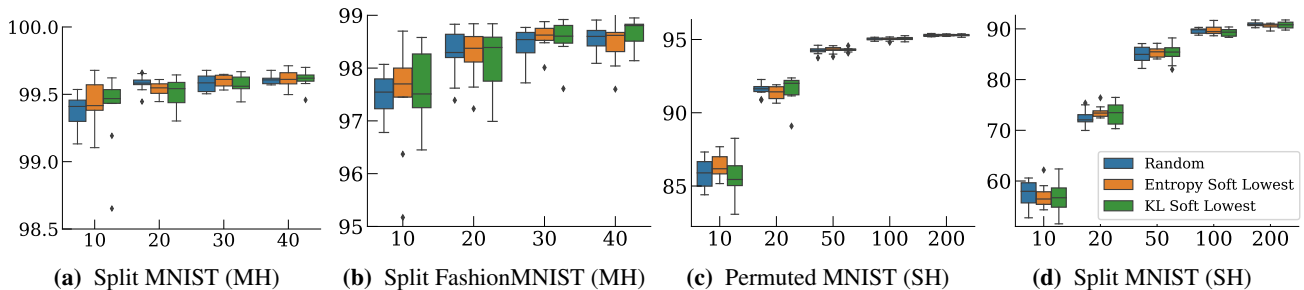 100.0
99.5
99.0
98.5
10 20 30 40
(a) Split MNIST (MH)
99
98
97
96
95
10 20 30 40
(b) Split FashionMNIST (MH)
95
90
85
10 20 50 100 200
(c) Permuted MNIST (SH)
90
80
70
60
Random
Entropy Soft Lowest
KL Soft Lowest
10 20 50 100 200
(d) Split MNIST (SH)